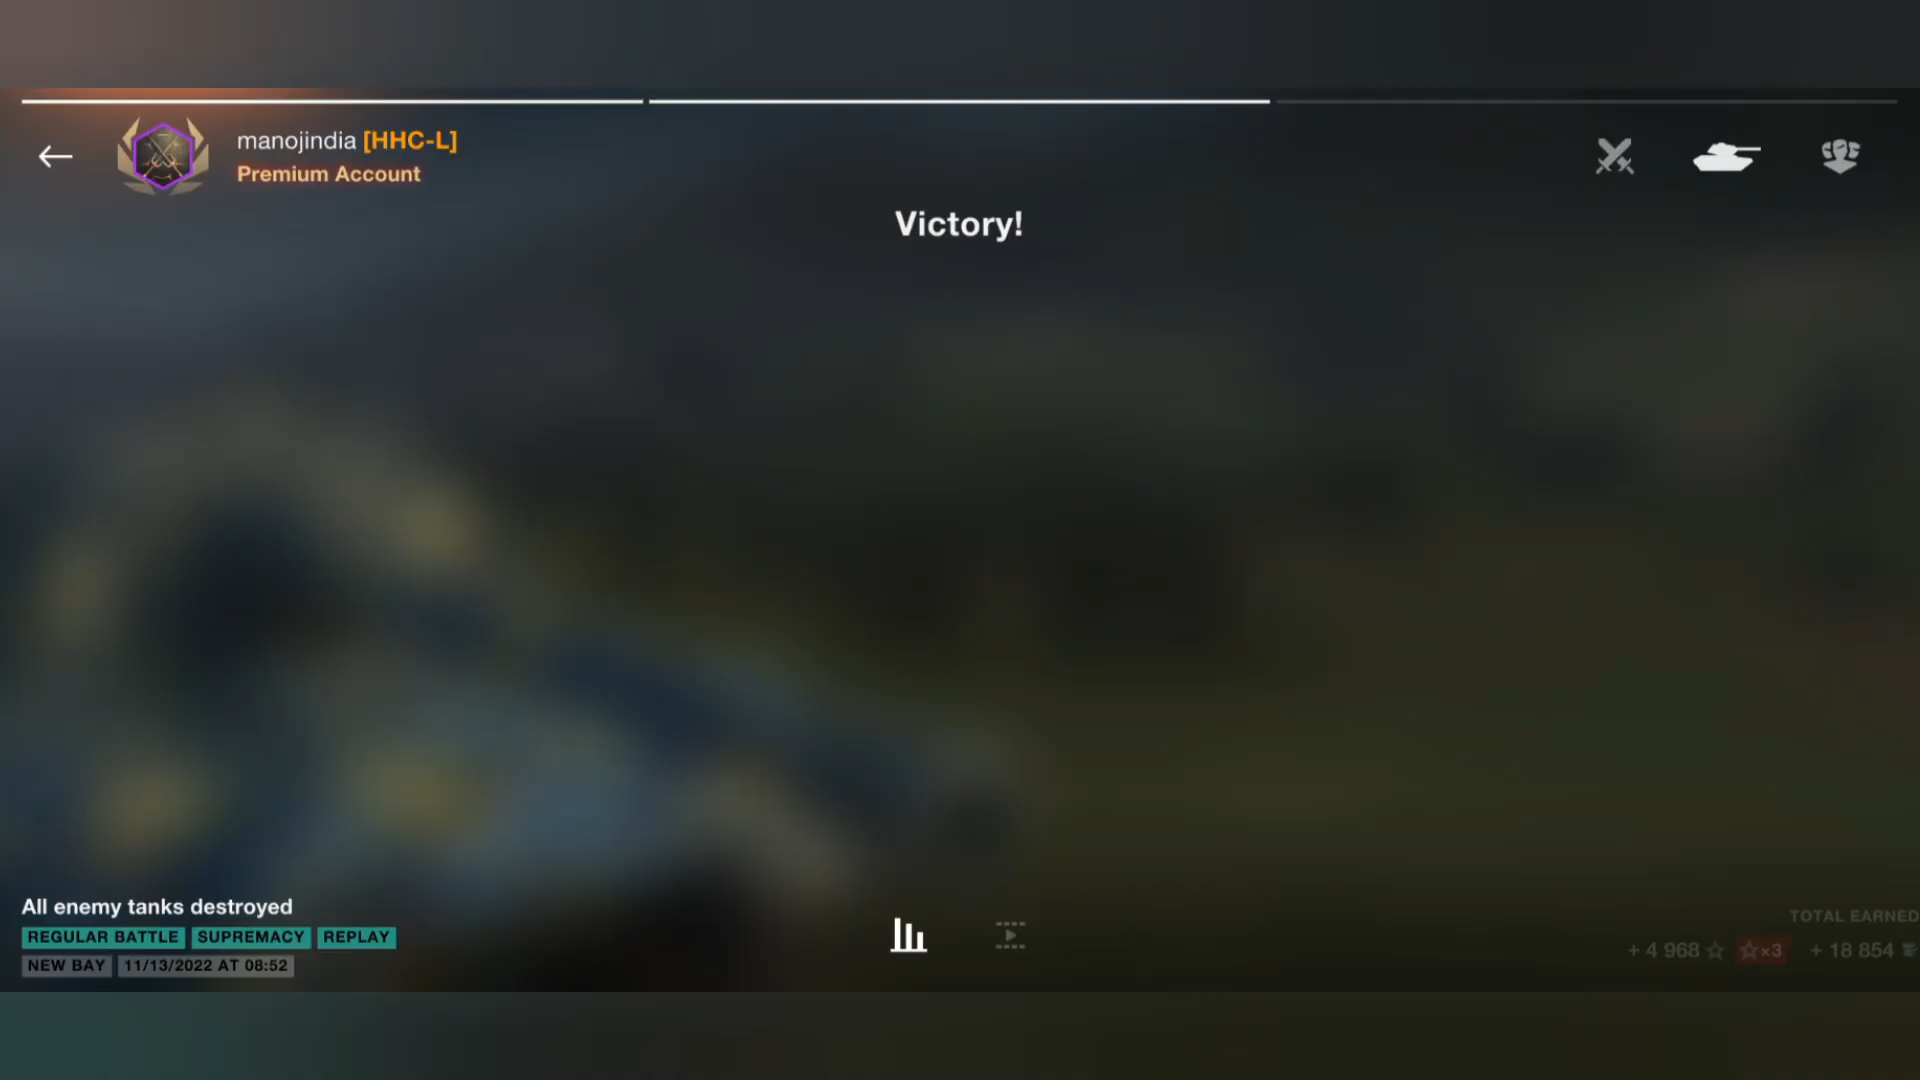 manojindia [HHC-L]
Premium Account
Victory!
All enemy tanks destroyed
REGULAR BATTLE SUPREMACY REPLAY
NEW BAY 11/13/2022 AT 08:52
TOTAL EARNED
+ 4 968 ×3 + 18 854